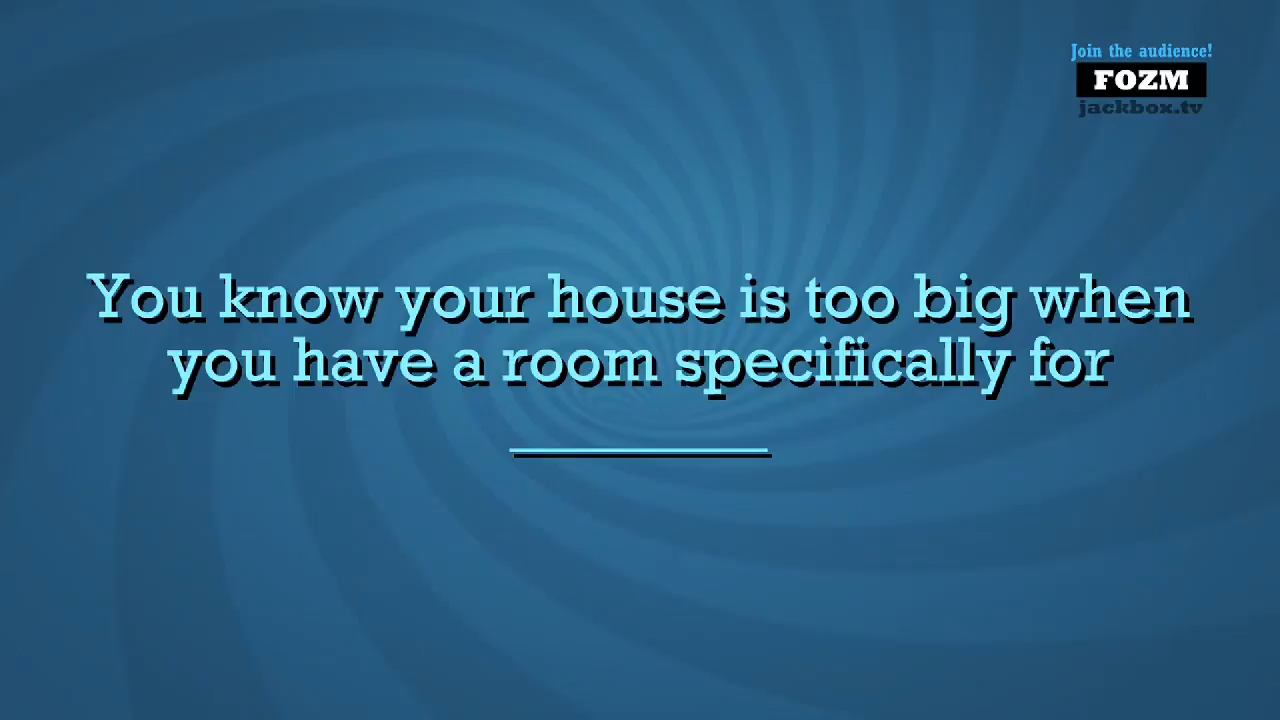 Join the audience!
FOZM
jackbox.tv
You know your house is too big when
you have a room specifically for